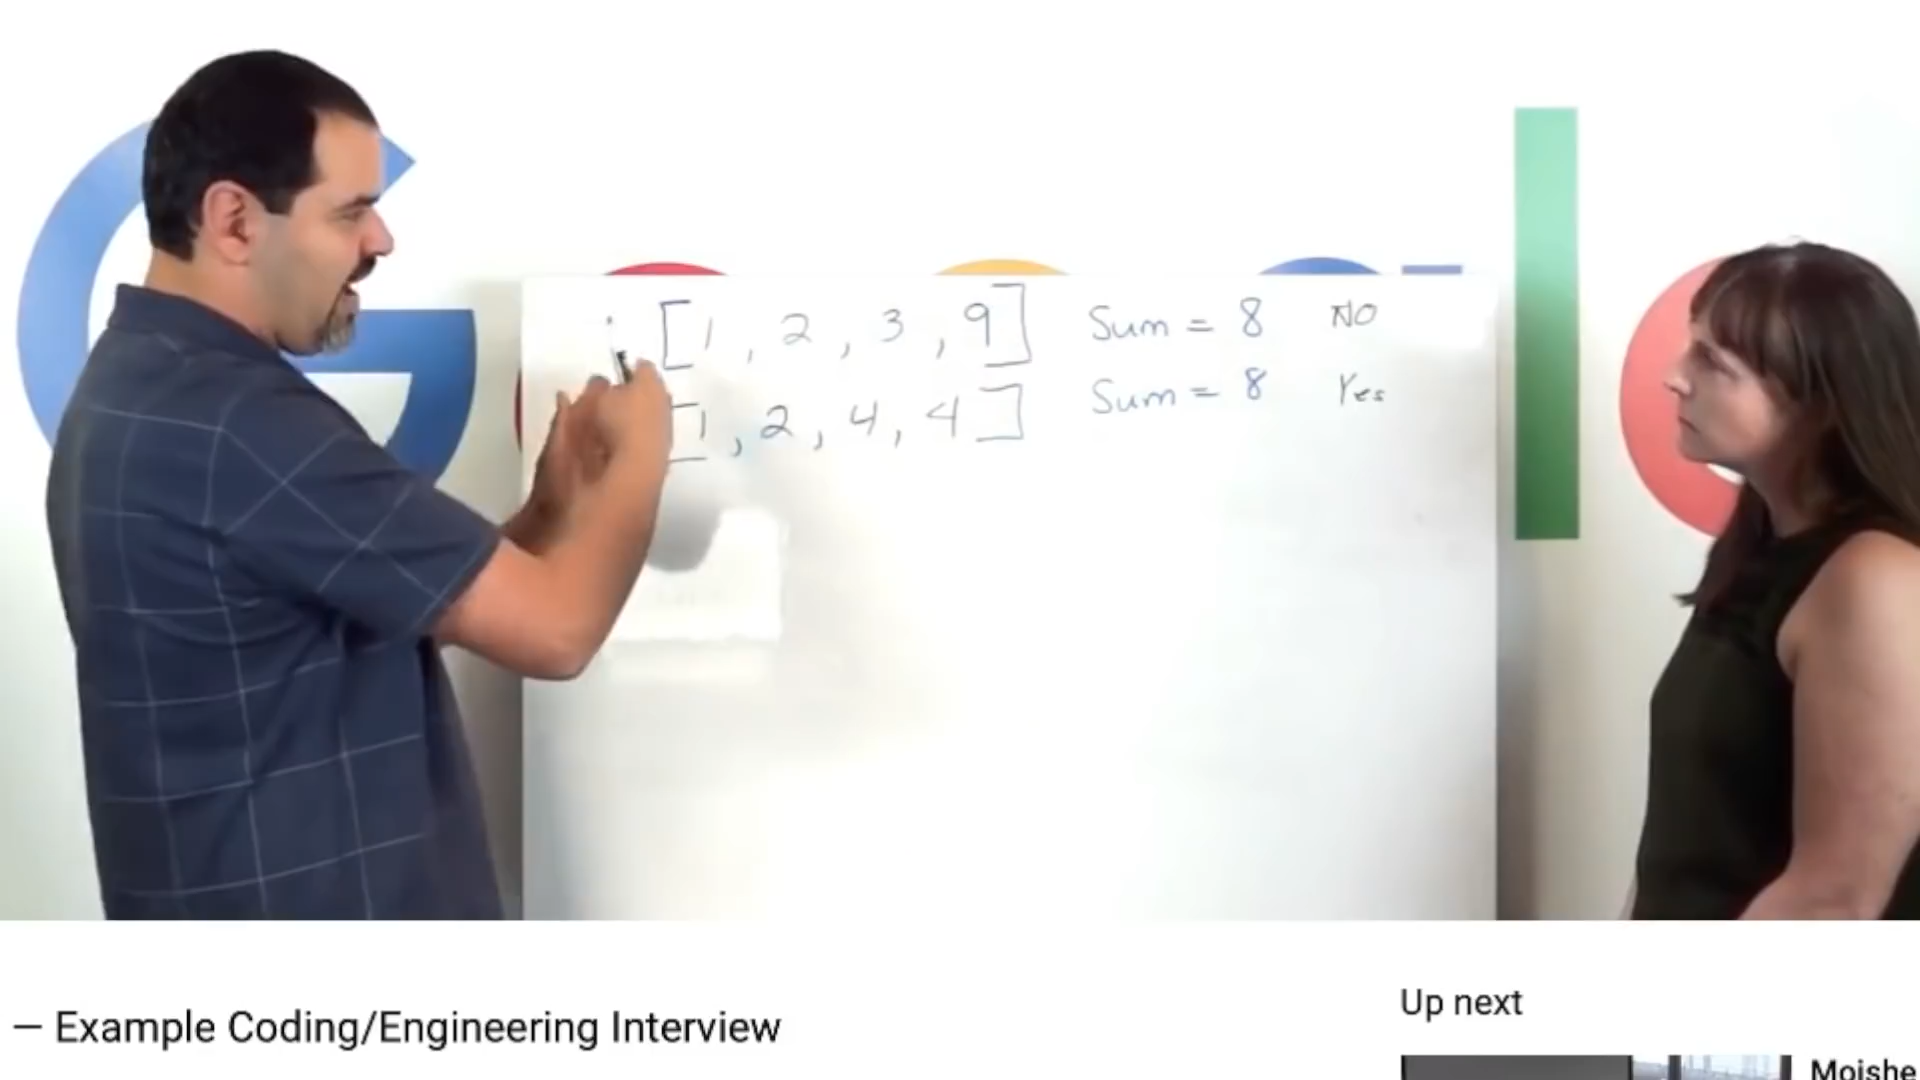 [1, 2, 3, 9] Sum = 8 NO
[1, 2, 4, 4] Sum = 8 Yes
— Example Coding/Engineering Interview
Up next
Moishe